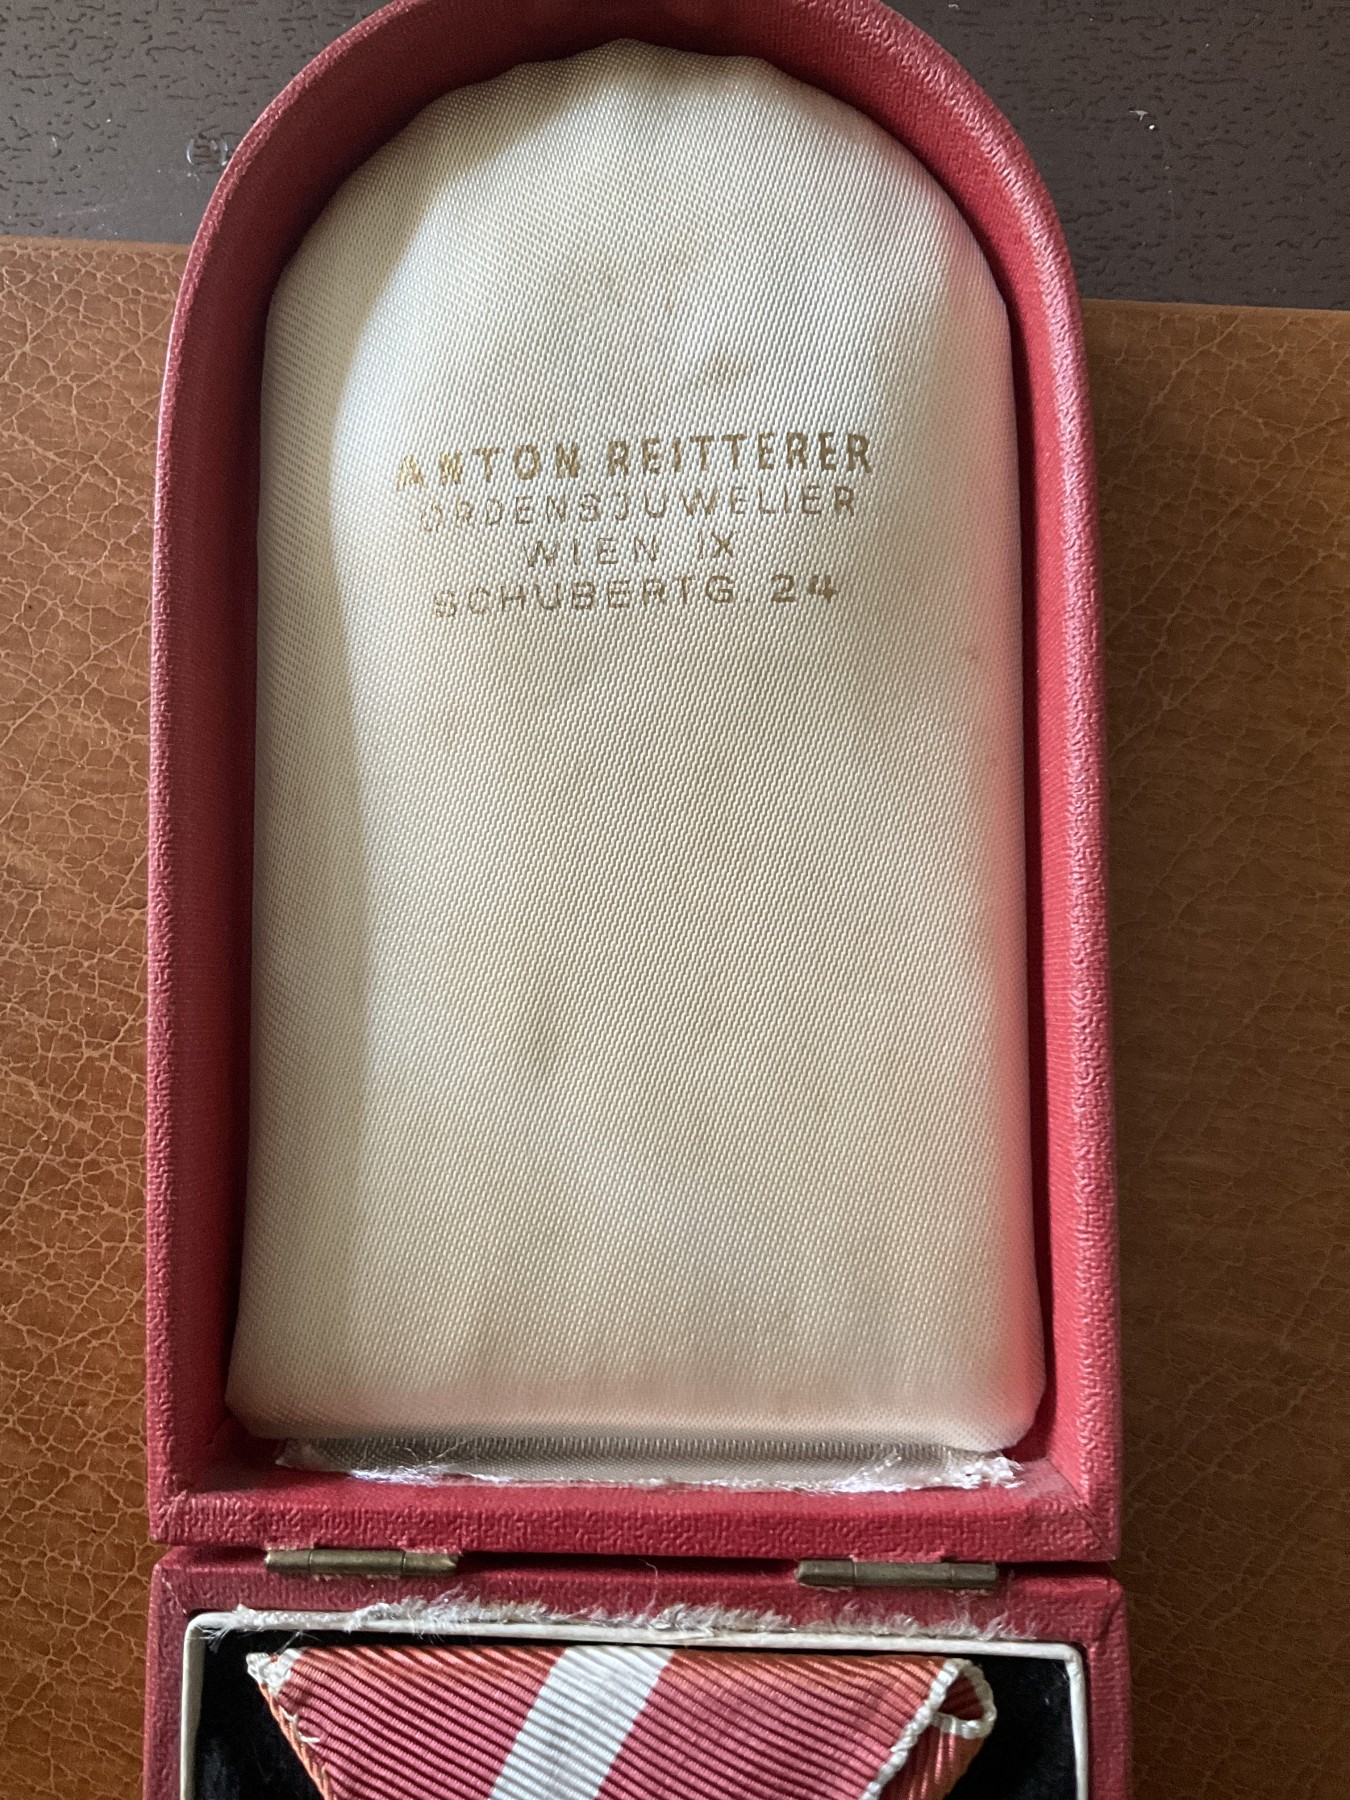 ANTON REITTERER
ORDENSJUWELIER
WIEN IX
SCHUBERTG 24